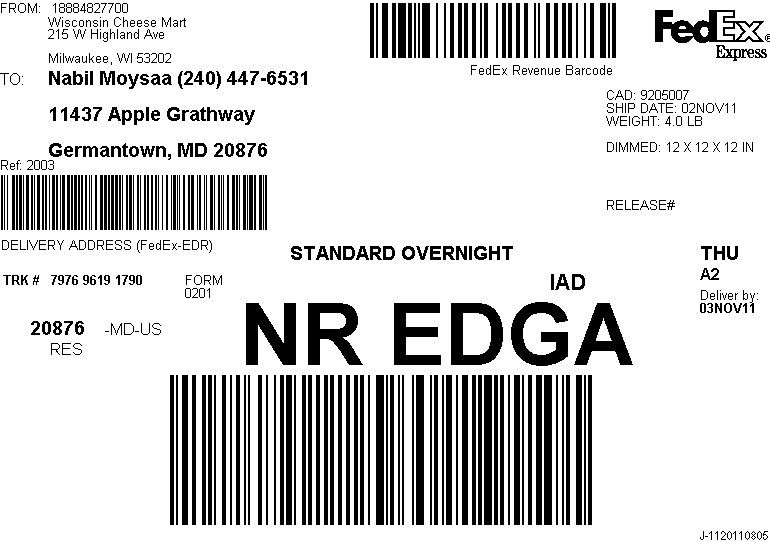 FROM: 18884827700
Wisconsin Cheese Mart
215 W Highland Ave
Milwaukee, WI 53202
FedEx®
Express
FedEx Revenue Barcode
TO: Nabil Moysaa (240) 447-6531
11437 Apple Grathway
Germantown, MD 20876
CAD: 9205007
SHIP DATE: 02NOV11
WEIGHT: 4.0 LB
DIMMED: 12 X 12 X 12 IN
Ref: 2003
RELEASE#
DELIVERY ADDRESS (FedEx-EDR)
STANDARD OVERNIGHT
THU
A2
Deliver by:
03NOV11
TRK # 7976 9619 1790 FORM
0201
IAD
20876 -MD-US
RES
NR EDGA
J-1120110805